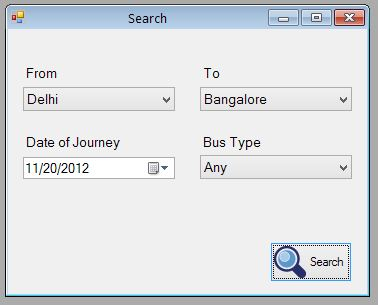 Search
From To
Delhi Bangalore
Date of Journey Bus Type
11/20/2012 Any
Search